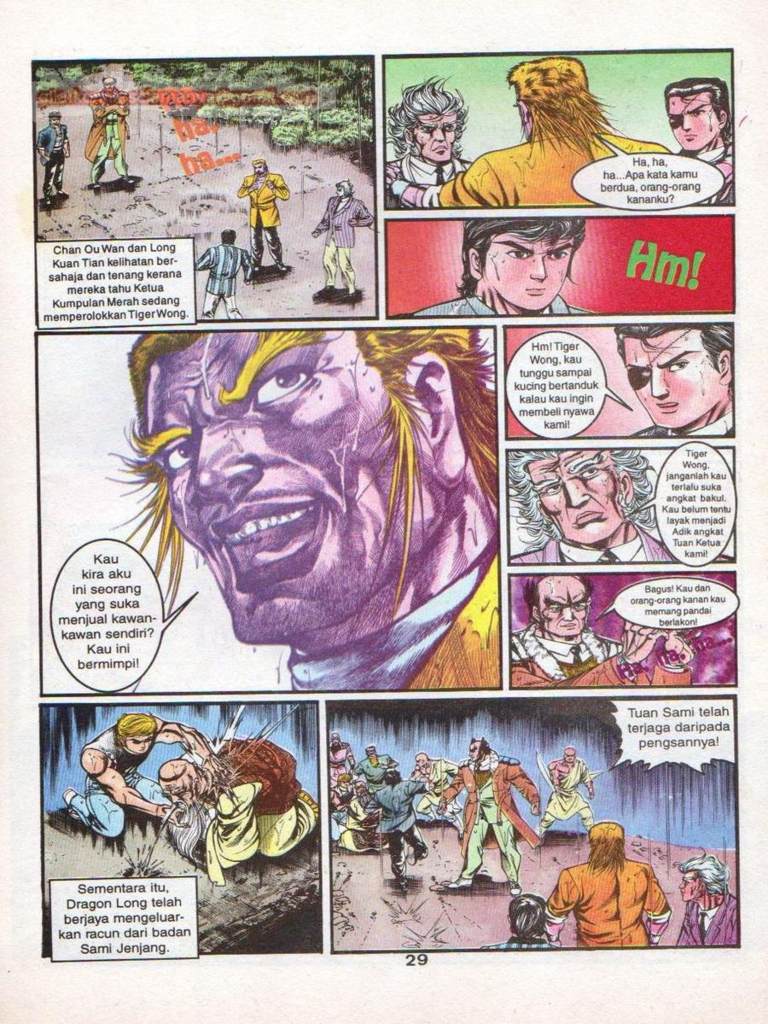 Ha,
ha,
ha...
Chan Ou Wan dan Long
Kuan Tian kelihatan ber-
sahaja dan tenang kerana
mereka tahu Ketua
Kumpulan Merah sedang
memperolokkan Tiger Wong.
Ha, ha,
ha...Apa kata kamu
berdua, orang-orang
kananku?
Hm!
Kau
kira aku
ini seorang
yang suka
menjual kawan-
kawan sendiri?
Kau ini
bermimpi!
Hm! Tiger
Wong, kau
tunggu sampai
kucing bertanduk
kalau kau ingin
membeli nyawa
kami!
Tiger
Wong,
janganlah kau
terlalu suka
angkat bakul.
Kau belum tentu
layak menjadi
Adik angkat
Tuan Ketua
kami!
Bagus! Kau dan
orang-orang kanan kau
memang pandai
berlakon!
Ha, ha, ha...
Sementara itu,
Dragon Long telah
berjaya mengeluar-
kan racun dari badan
Sami Jenjang.
Tuan Sami telah
terjaga daripada
pengsannya!
29